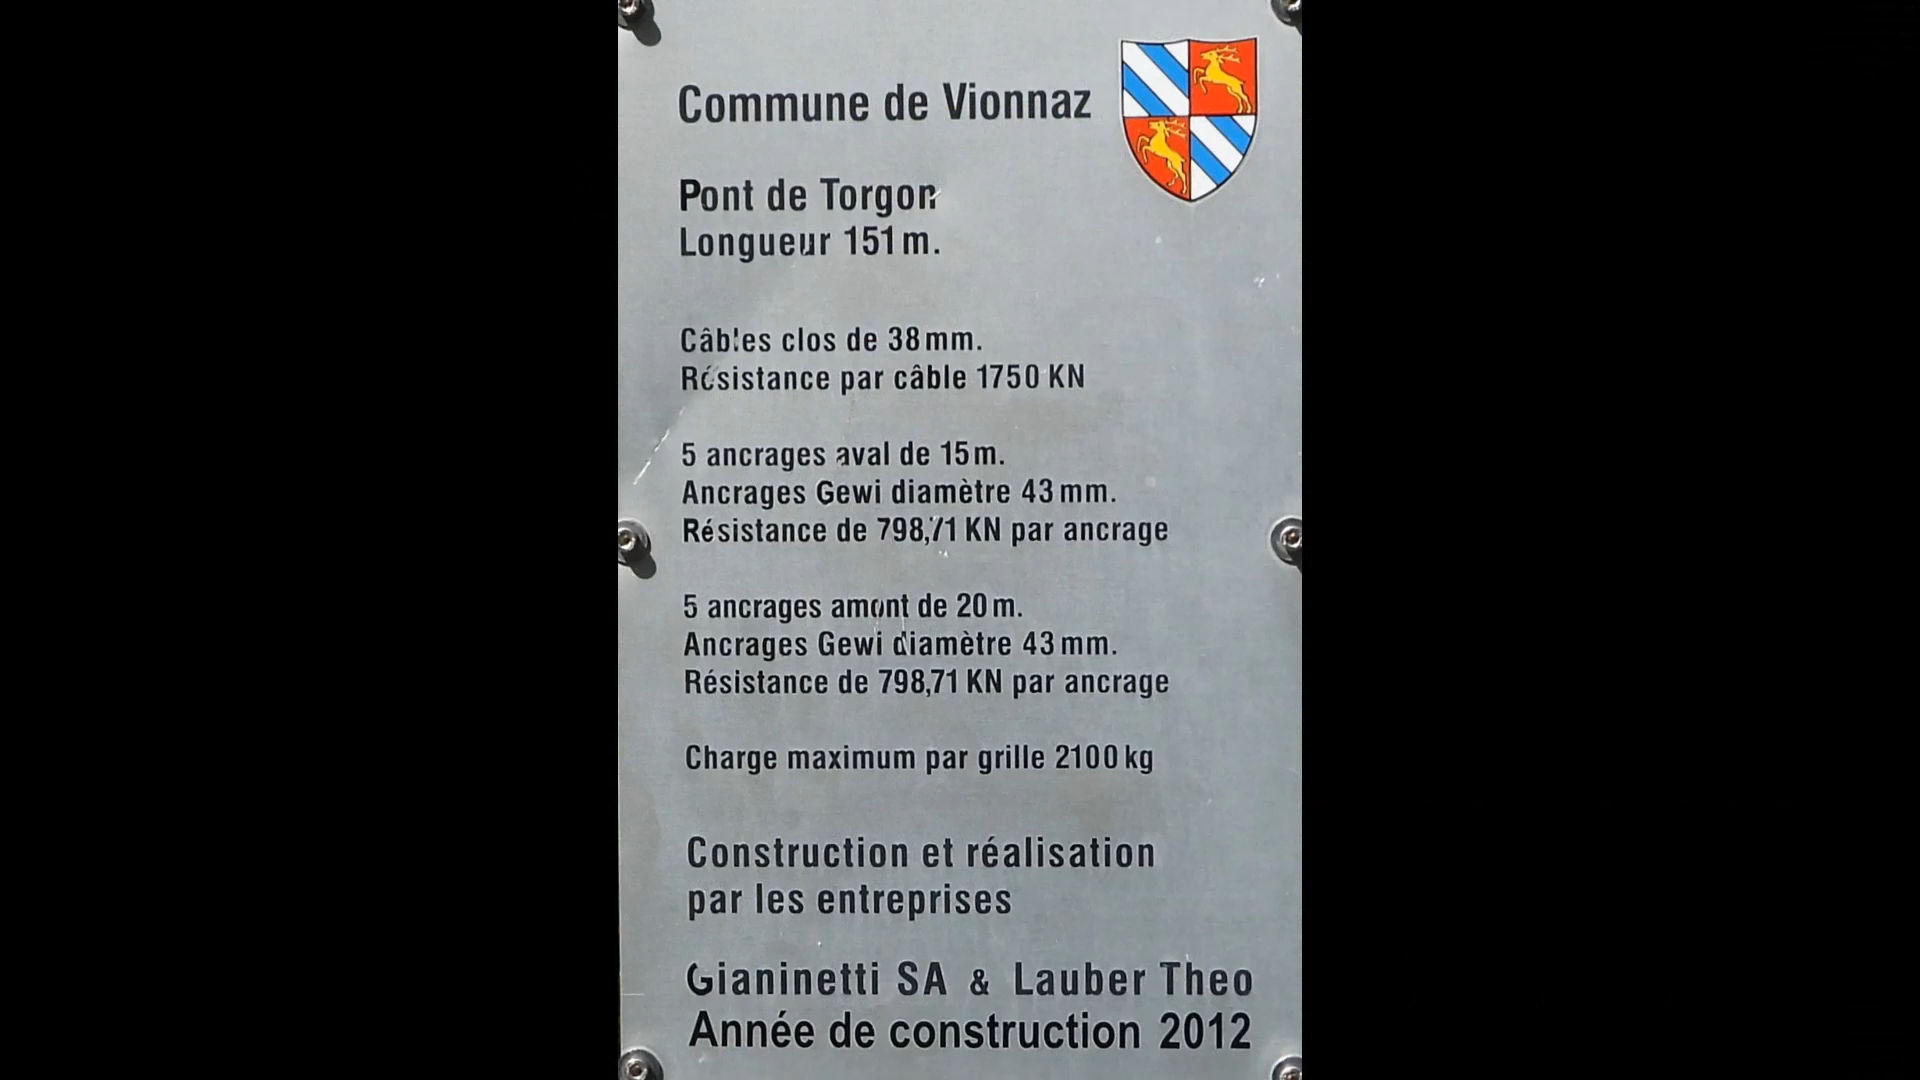 Commune de Vionnaz
Pont de Torgon
Longueur 151 m.
Câbles clos de 38 mm.
Résistance par câble 1750 KN
5 ancrages aval de 15 m.
Ancrages Gewi diamètre 43 mm.
Résistance de 798,71 KN par ancrage
5 ancrages amont de 20 m.
Ancrages Gewi diamètre 43 mm.
Résistance de 798,71 KN par ancrage
Charge maximum par grille 2100 kg
Construction et réalisation
par les entreprises
Gianinetti SA & Lauber Theo
Année de construction 2012